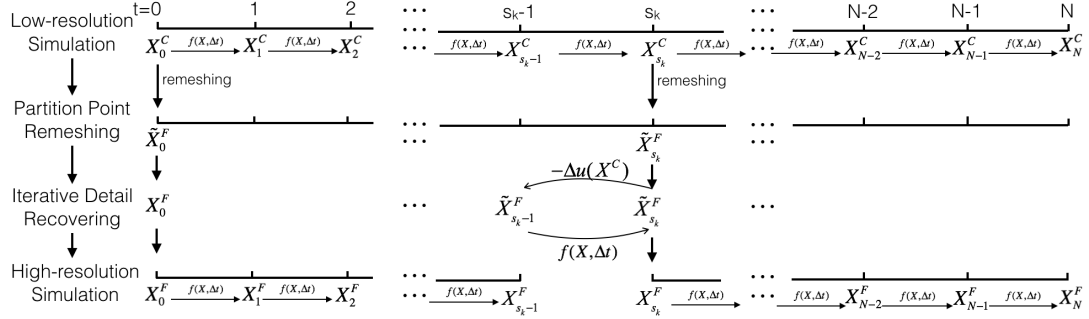 t=0 1 2 ... s_k-1 s_k ... N-2 N-1 N
Low-resolution
Simulation
X_0^C f(X,Δt) X_1^C f(X,Δt) X_2^C ... f(X,Δt) X_{s_k-1}^C f(X,Δt) X_{s_k}^C f(X,Δt) ... f(X,Δt) X_{N-2}^C f(X,Δt) X_{N-1}^C f(X,Δt) X_N^C
remeshing remeshing
Partition Point
Remeshing
... ...
X̃_0^F X̃_{s_k}^F
... ...
-Δu(X^C)
Iterative Detail
Recovering
X_0^F ... X̃_{s_k-1}^F X̃_{s_k}^F ...
f(X,Δt)
High-resolution
Simulation
... ...
X_0^F f(X,Δt) X_1^F f(X,Δt) X_2^F ... f(X,Δt) X_{s_k-1}^F X_{s_k}^F f(X,Δt) ... f(X,Δt) X_{N-2}^F f(X,Δt) X_{N-1}^F f(X,Δt) X_N^F